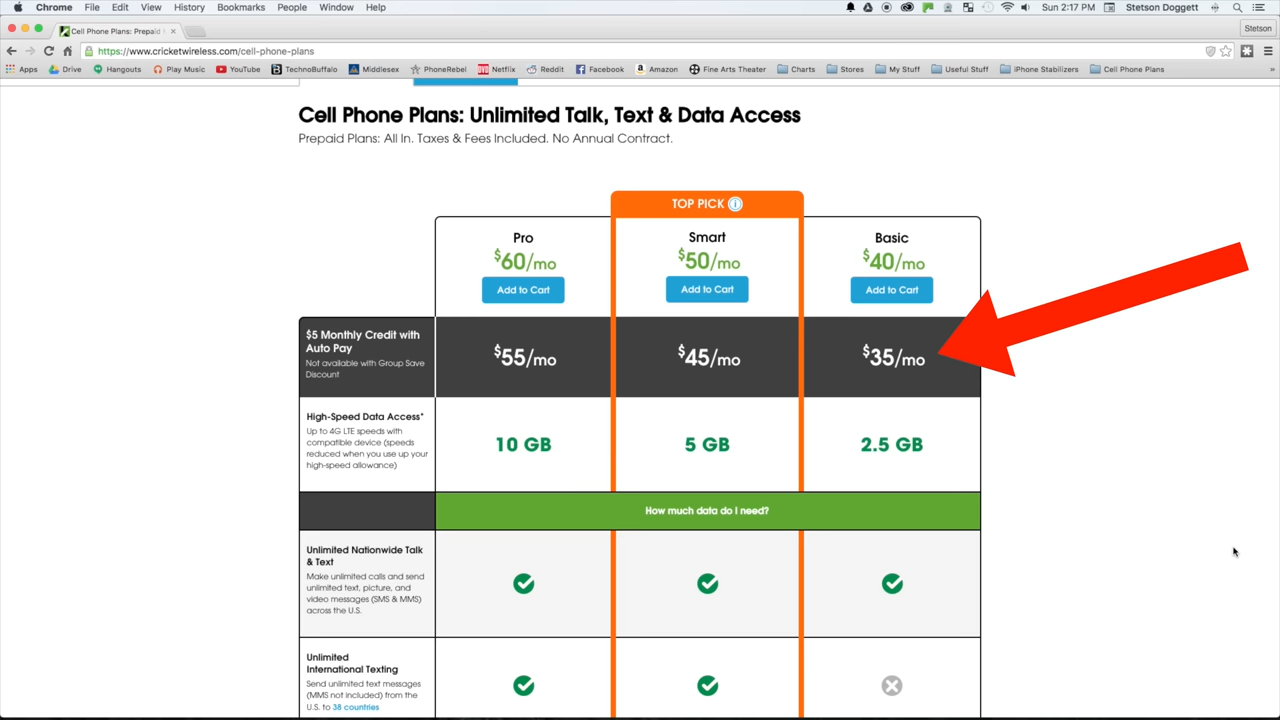 Chrome File Edit View History Bookmarks People Window Help Sun 2:17 PM Stetson Doggett
Cell Phone Plans: Prepaid Stetson
https://www.cricketwireless.com/cell-phone-plans
Apps Drive Hangouts Play Music YouTube TechnoBuffalo Middlesex PhoneRebel Netflix Reddit Facebook Amazon Fine Arts Theater Charts Stores My Stuff Useful Stuff iPhone Stabilizers Cell Phone Plans »
Cell Phone Plans: Unlimited Talk, Text & Data Access
Prepaid Plans: All In. Taxes & Fees Included. No Annual Contract.
TOP PICK
Pro Smart Basic
$60/mo $50/mo $40/mo
Add to Cart Add to Cart Add to Cart
$5 Monthly Credit with
Auto Pay
Not available with Group Save
Discount
$55/mo $45/mo $35/mo
High-Speed Data Access*
Up to 4G LTE speeds with
compatible device (speeds
reduced when you use up your
high-speed allowance)
10 GB 5 GB 2.5 GB
How much data do I need?
Unlimited Nationwide Talk
& Text
Make unlimited calls and send
unlimited text, picture, and
video messages (SMS & MMS)
across the U.S.
Unlimited
International Texting
Send unlimited text messages
(MMS not included) from the
U.S. to 38 countries